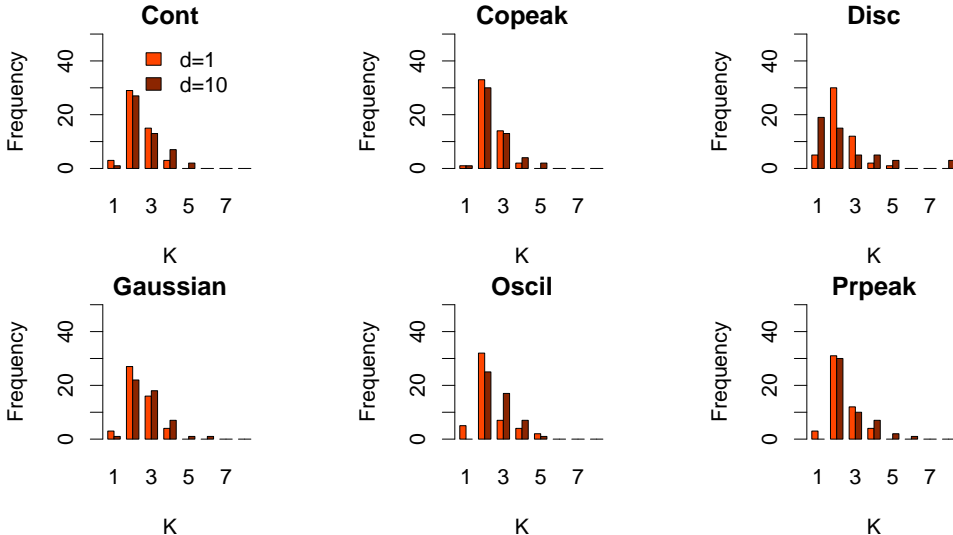 Cont
Frequency
0
20
40
d=1
d=10
1 3 5 7
K
Copeak
Frequency
0
20
40
1 3 5 7
K
Disc
Frequency
0
20
40
1 3 5 7
K
Gaussian
Frequency
0
20
40
1 3 5 7
K
Oscil
Frequency
0
20
40
1 3 5 7
K
Prpeak
Frequency
0
20
40
1 3 5 7
K